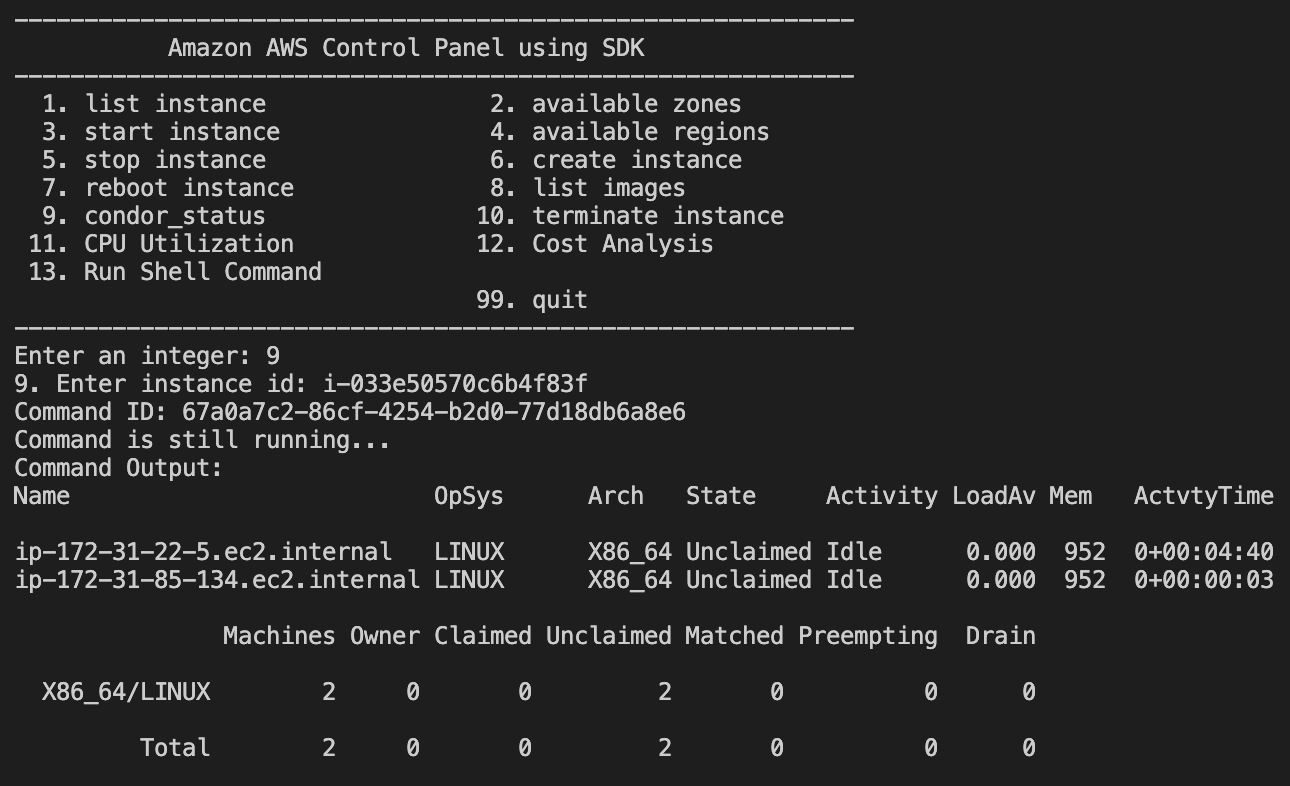 ------------------------------------------------------------
           Amazon AWS Control Panel using SDK
------------------------------------------------------------
  1. list instance                2. available zones
  3. start instance               4. available regions
  5. stop instance                6. create instance
  7. reboot instance              8. list images
  9. condor_status               10. terminate instance
 11. CPU Utilization             12. Cost Analysis
 13. Run Shell Command
                                 99. quit
------------------------------------------------------------
Enter an integer: 9
9. Enter instance id: i-033e50570c6b4f83f
Command ID: 67a0a7c2-86cf-4254-b2d0-77d18db6a8e6
Command is still running...
Command Output:
Name                          OpSys      Arch   State     Activity LoadAv Mem   ActvtyTime

ip-172-31-22-5.ec2.internal   LINUX      X86_64 Unclaimed Idle      0.000  952  0+00:04:40
ip-172-31-85-134.ec2.internal LINUX      X86_64 Unclaimed Idle      0.000  952  0+00:00:03

               Machines Owner Claimed Unclaimed Matched Preempting  Drain

  X86_64/LINUX        2     0       0         2       0          0      0

         Total        2     0       0         2       0          0      0